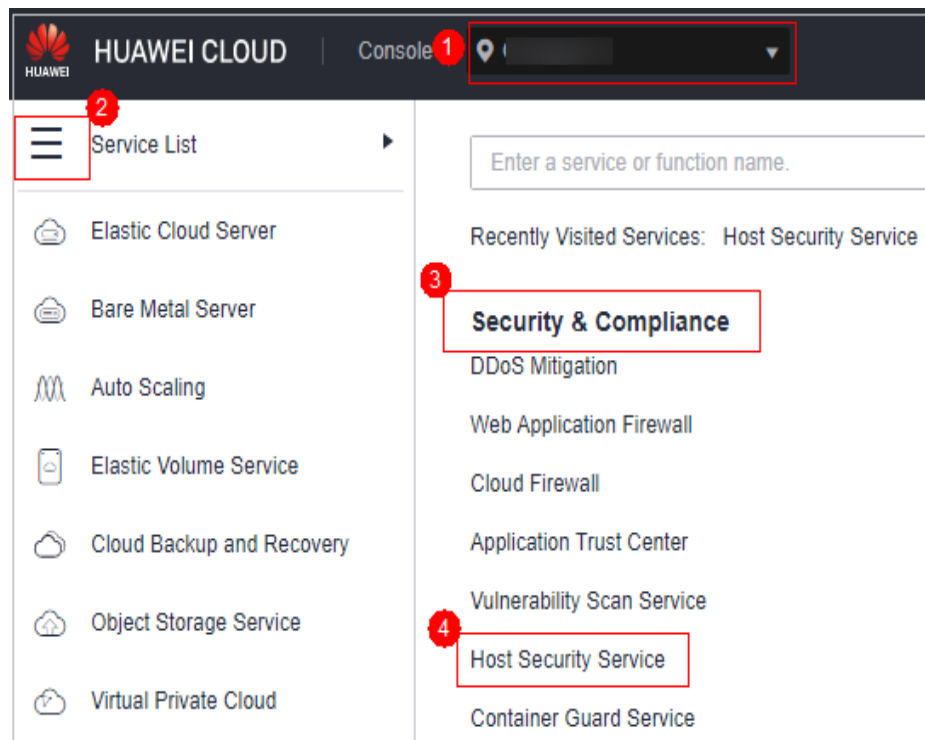 HUAWEI
HUAWEI CLOUD
Console
1
2
Service List
Elastic Cloud Server
Bare Metal Server
Auto Scaling
Elastic Volume Service
Cloud Backup and Recovery
Object Storage Service
Virtual Private Cloud
Enter a service or function name.
Recently Visited Services: Host Security Service
3
Security & Compliance
DDoS Mitigation
Web Application Firewall
Cloud Firewall
Application Trust Center
Vulnerability Scan Service
4
Host Security Service
Container Guard Service